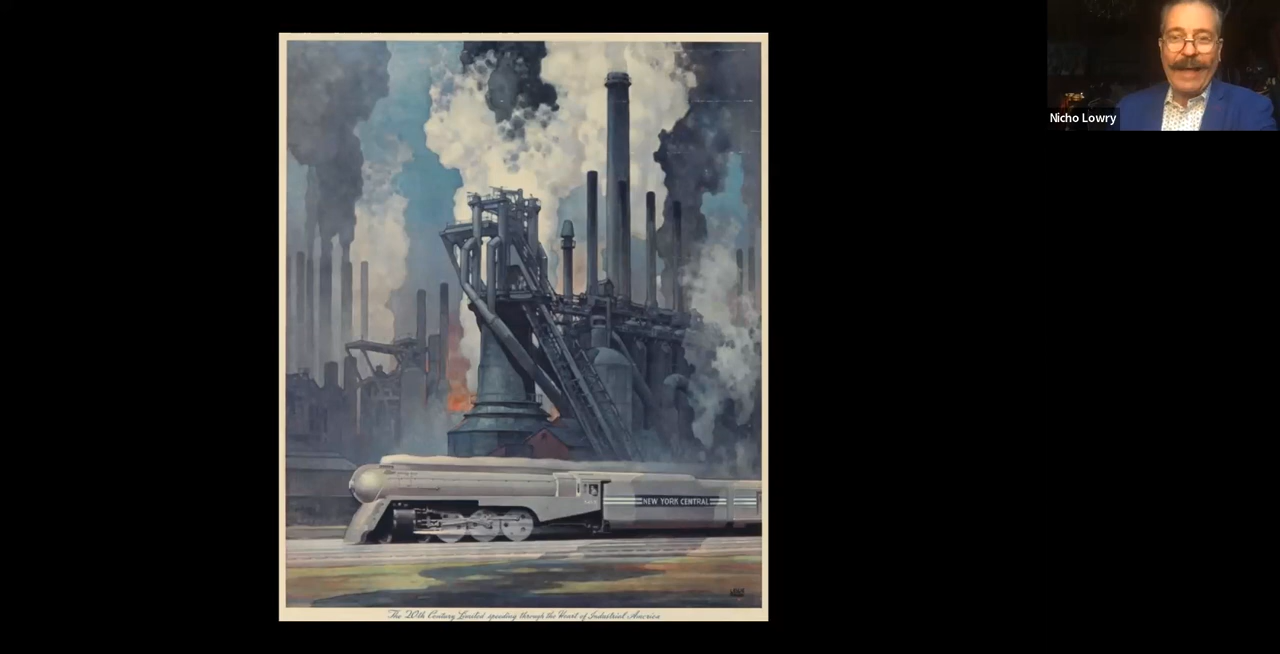 Nicho Lowry
NEW YORK CENTRAL
The 20th Century Limited speeding through the Heart of Industrial America